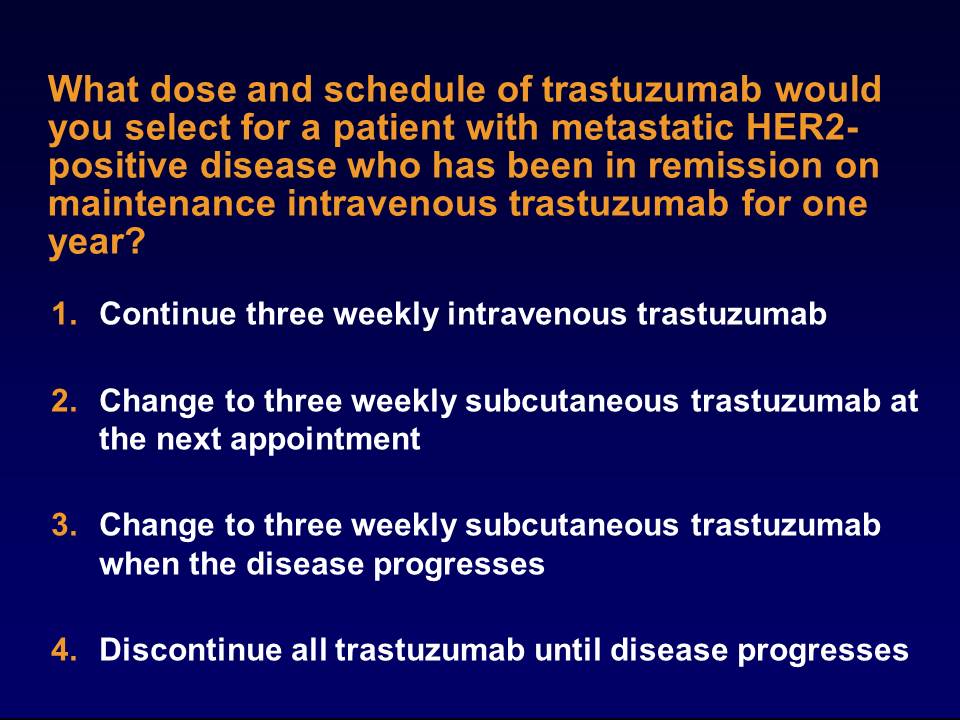 What dose and schedule of trastuzumab would
you select for a patient with metastatic HER2-
positive disease who has been in remission on
maintenance intravenous trastuzumab for one
year?
1. Continue three weekly intravenous trastuzumab
2. Change to three weekly subcutaneous trastuzumab at
the next appointment
3. Change to three weekly subcutaneous trastuzumab
when the disease progresses
4. Discontinue all trastuzumab until disease progresses